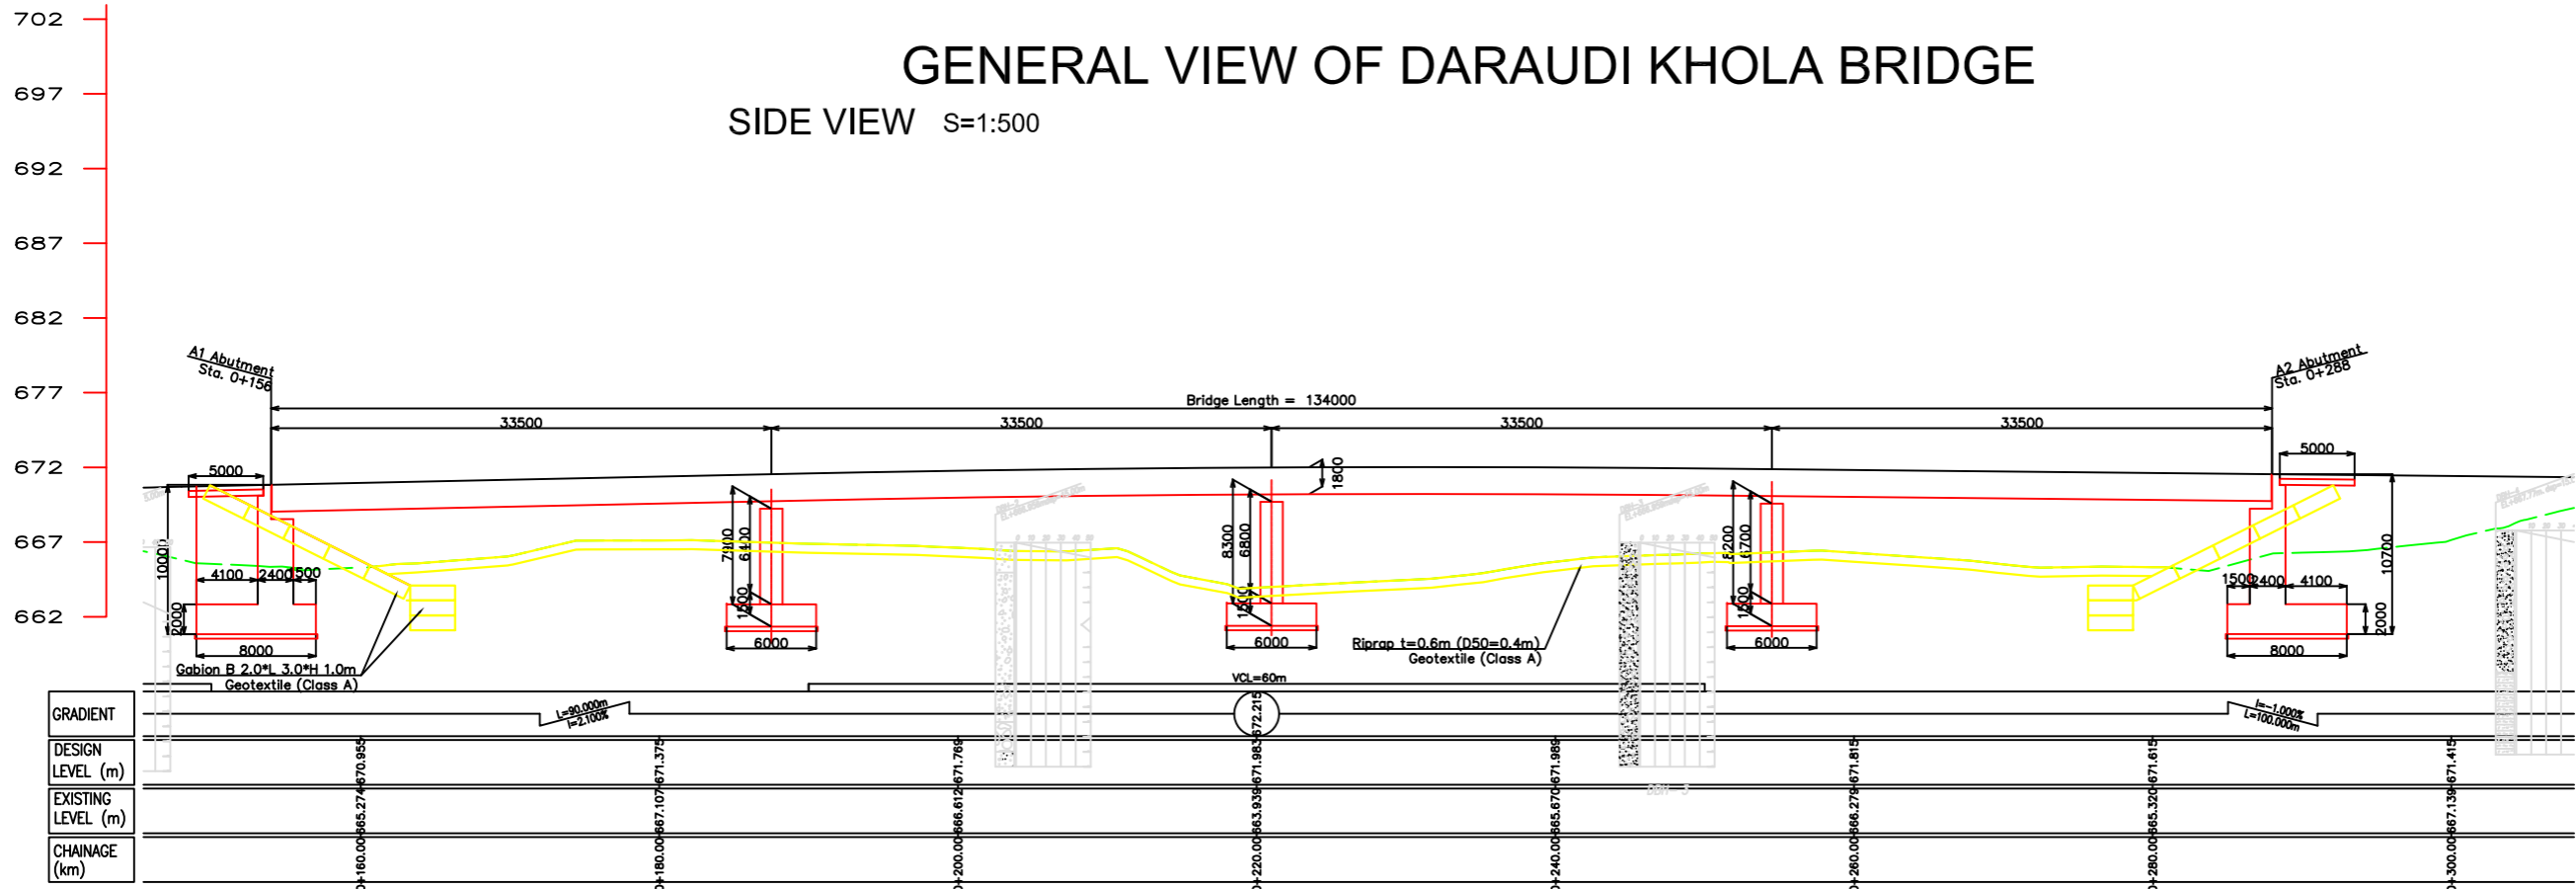 GENERAL VIEW OF DARAUDI KHOLA BRIDGE
SIDE VIEW S=1:500
702
697
692
687
682
677
672
667
662
A1 Abutment
Sta. 0+156
A2 Abutment
Sta. 0+288
Bridge Length = 134000
33500 33500 33500 33500
5000
1800
5000
10000
4100 2400 1500
2000
8000
7900
6400
1500
6000
8300
6800
1500
6000
8200
6700
1500
6000
1500 2400 4100
10700
2000
8000
Gabion B 2.0*L 3.0*H 1.0m
Geotextile (Class A)
Riprap t=0.6m (D50=0.4m)
Geotextile (Class A)
VCL=60m
GRADIENT
L=90.000m
i=2.100%
672.215
i=-1.000%
L=100.000m
DESIGN
LEVEL (m)
670.955 671.375 671.769 671.983 671.989 671.815 671.615 671.415
EXISTING
LEVEL (m)
665.274 667.107 666.612 663.939 665.670 666.279 665.320 667.139
CHAINAGE
(km)
0+160.00 0+180.00 0+200.00 0+220.00 0+240.00 0+260.00 0+280.00 0+300.00